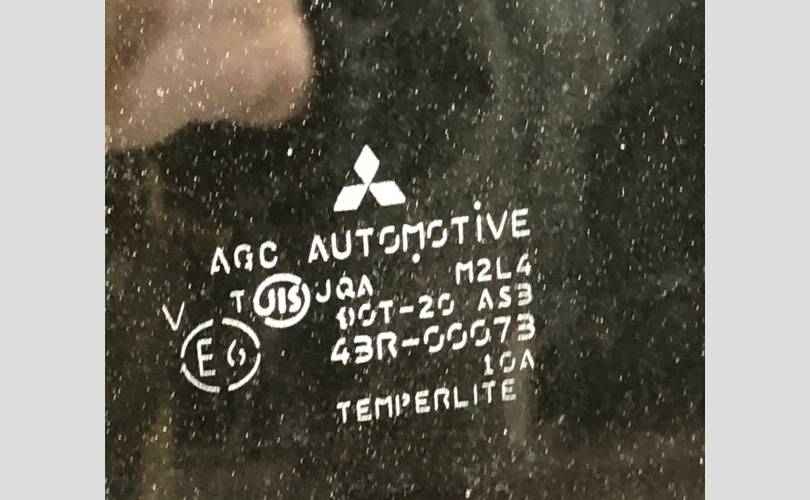 AGC AUTOMOTIVE
T JIS JQA M2L4
V DOT-20 AS3
E6 43R-00073
10A
TEMPERLITE